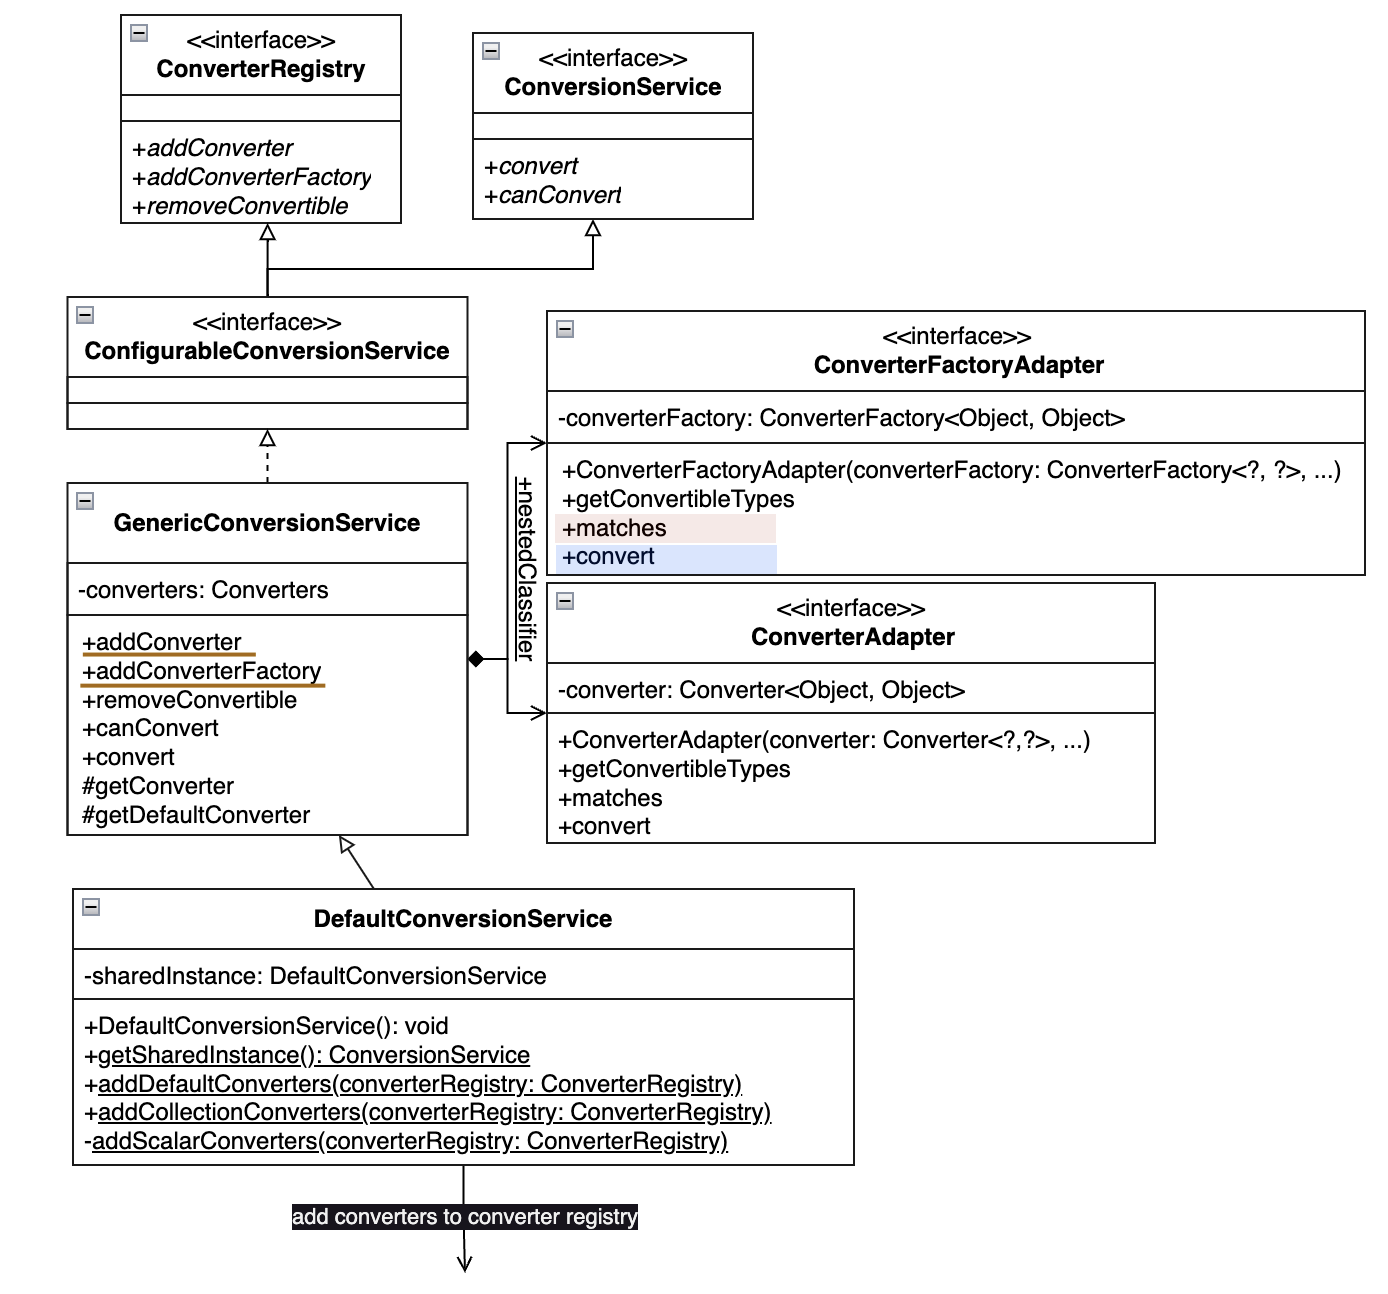 <<interface>>
ConverterRegistry
+addConverter
+addConverterFactory
+removeConvertible
<<interface>>
ConversionService
+convert
+canConvert
<<interface>>
ConfigurableConversionService
GenericConversionService
-converters: Converters
+addConverter
+addConverterFactory
+removeConvertible
+canConvert
+convert
#getConverter
#getDefaultConverter
+nestedClassifier
<<interface>>
ConverterFactoryAdapter
-converterFactory: ConverterFactory<Object, Object>
+ConverterFactoryAdapter(converterFactory: ConverterFactory<?, ?>, ...)
+getConvertibleTypes
+matches
+convert
<<interface>>
ConverterAdapter
-converter: Converter<Object, Object>
+ConverterAdapter(converter: Converter<?,?>, ...)
+getConvertibleTypes
+matches
+convert
DefaultConversionService
-sharedInstance: DefaultConversionService
+DefaultConversionService(): void
+getSharedInstance(): ConversionService
+addDefaultConverters(converterRegistry: ConverterRegistry)
+addCollectionConverters(converterRegistry: ConverterRegistry)
-addScalarConverters(converterRegistry: ConverterRegistry)
add converters to converter registry